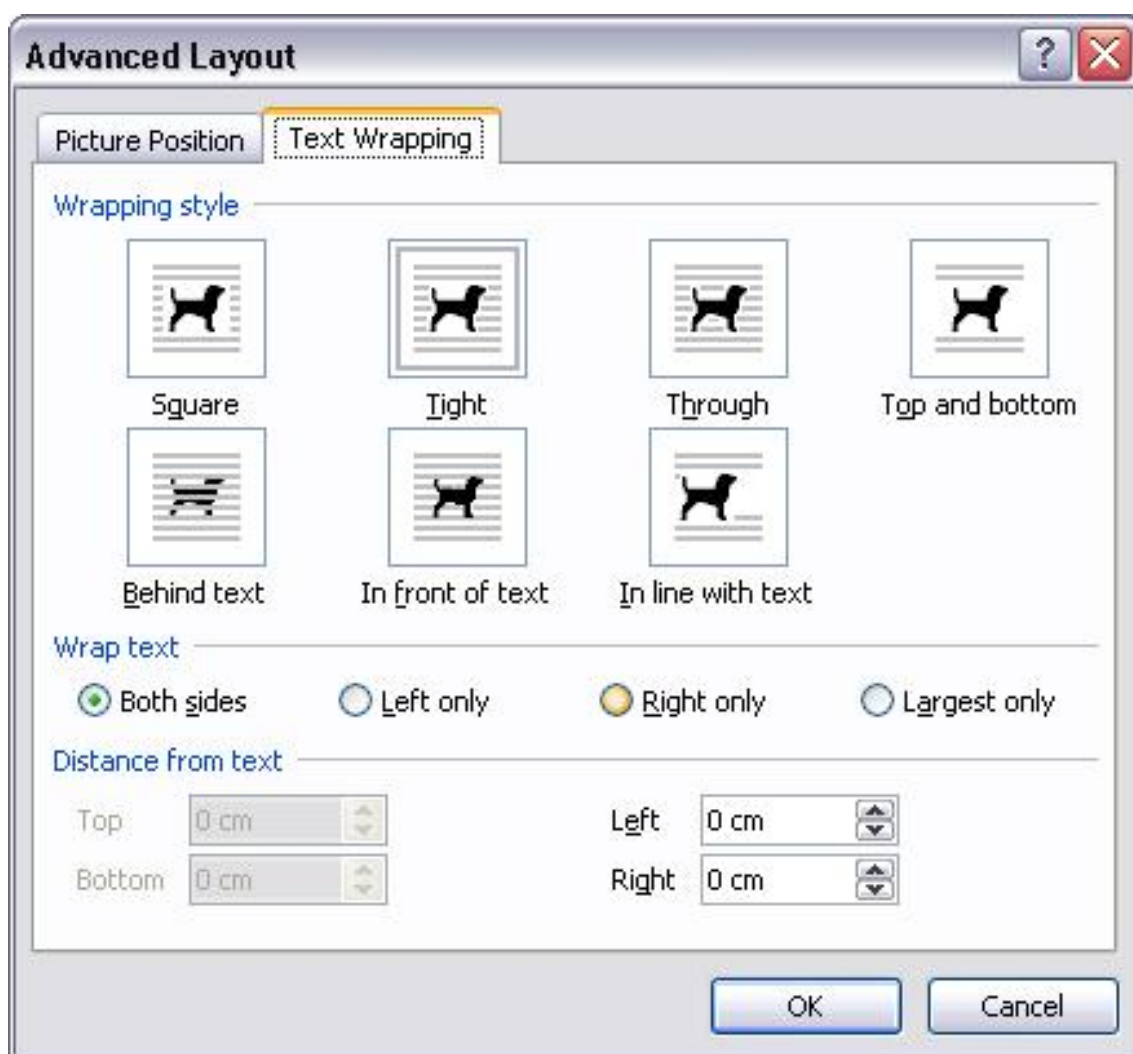 Advanced Layout
Picture Position Text Wrapping
Wrapping style
Square Tight Through Top and bottom
Behind text In front of text In line with text
Wrap text
Both sides Left only Right only Largest only
Distance from text
Top 0 cm Left 0 cm
Bottom 0 cm Right 0 cm
OK Cancel